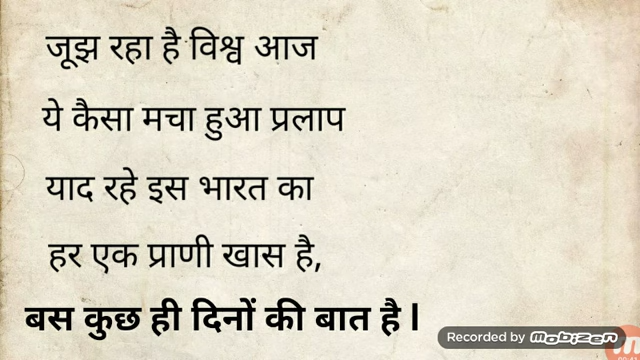 जूझ रहा है विश्व आज
ये कैसा मचा हुआ प्रलाप
याद रहे इस भारत का
हर एक प्राणी खास है,
बस कुछ ही दिनों की बात है।
Recorded by mobizen